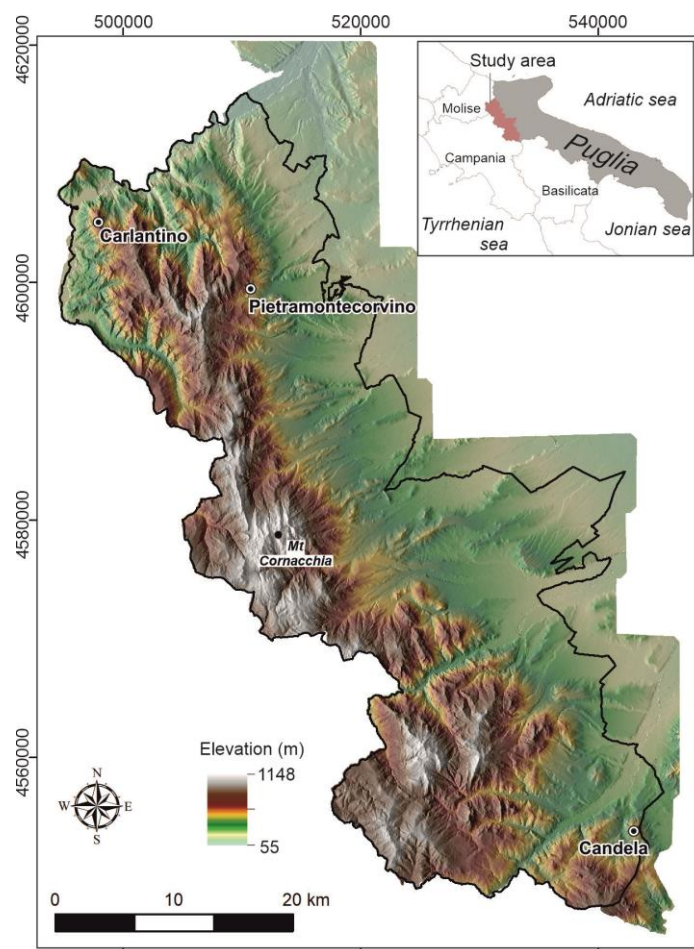 500000
520000
540000
4620000
4600000
4580000
4560000
Study area
Molise
Adriatic sea
Puglia
Campania
Basilicata
Tyrrhenian
sea
Jonian sea
Carlantino
Pietramontecorvino
Mt
Cornacchia
Candela
Elevation (m)
1148
55
N
W E
S
0 10 20 km